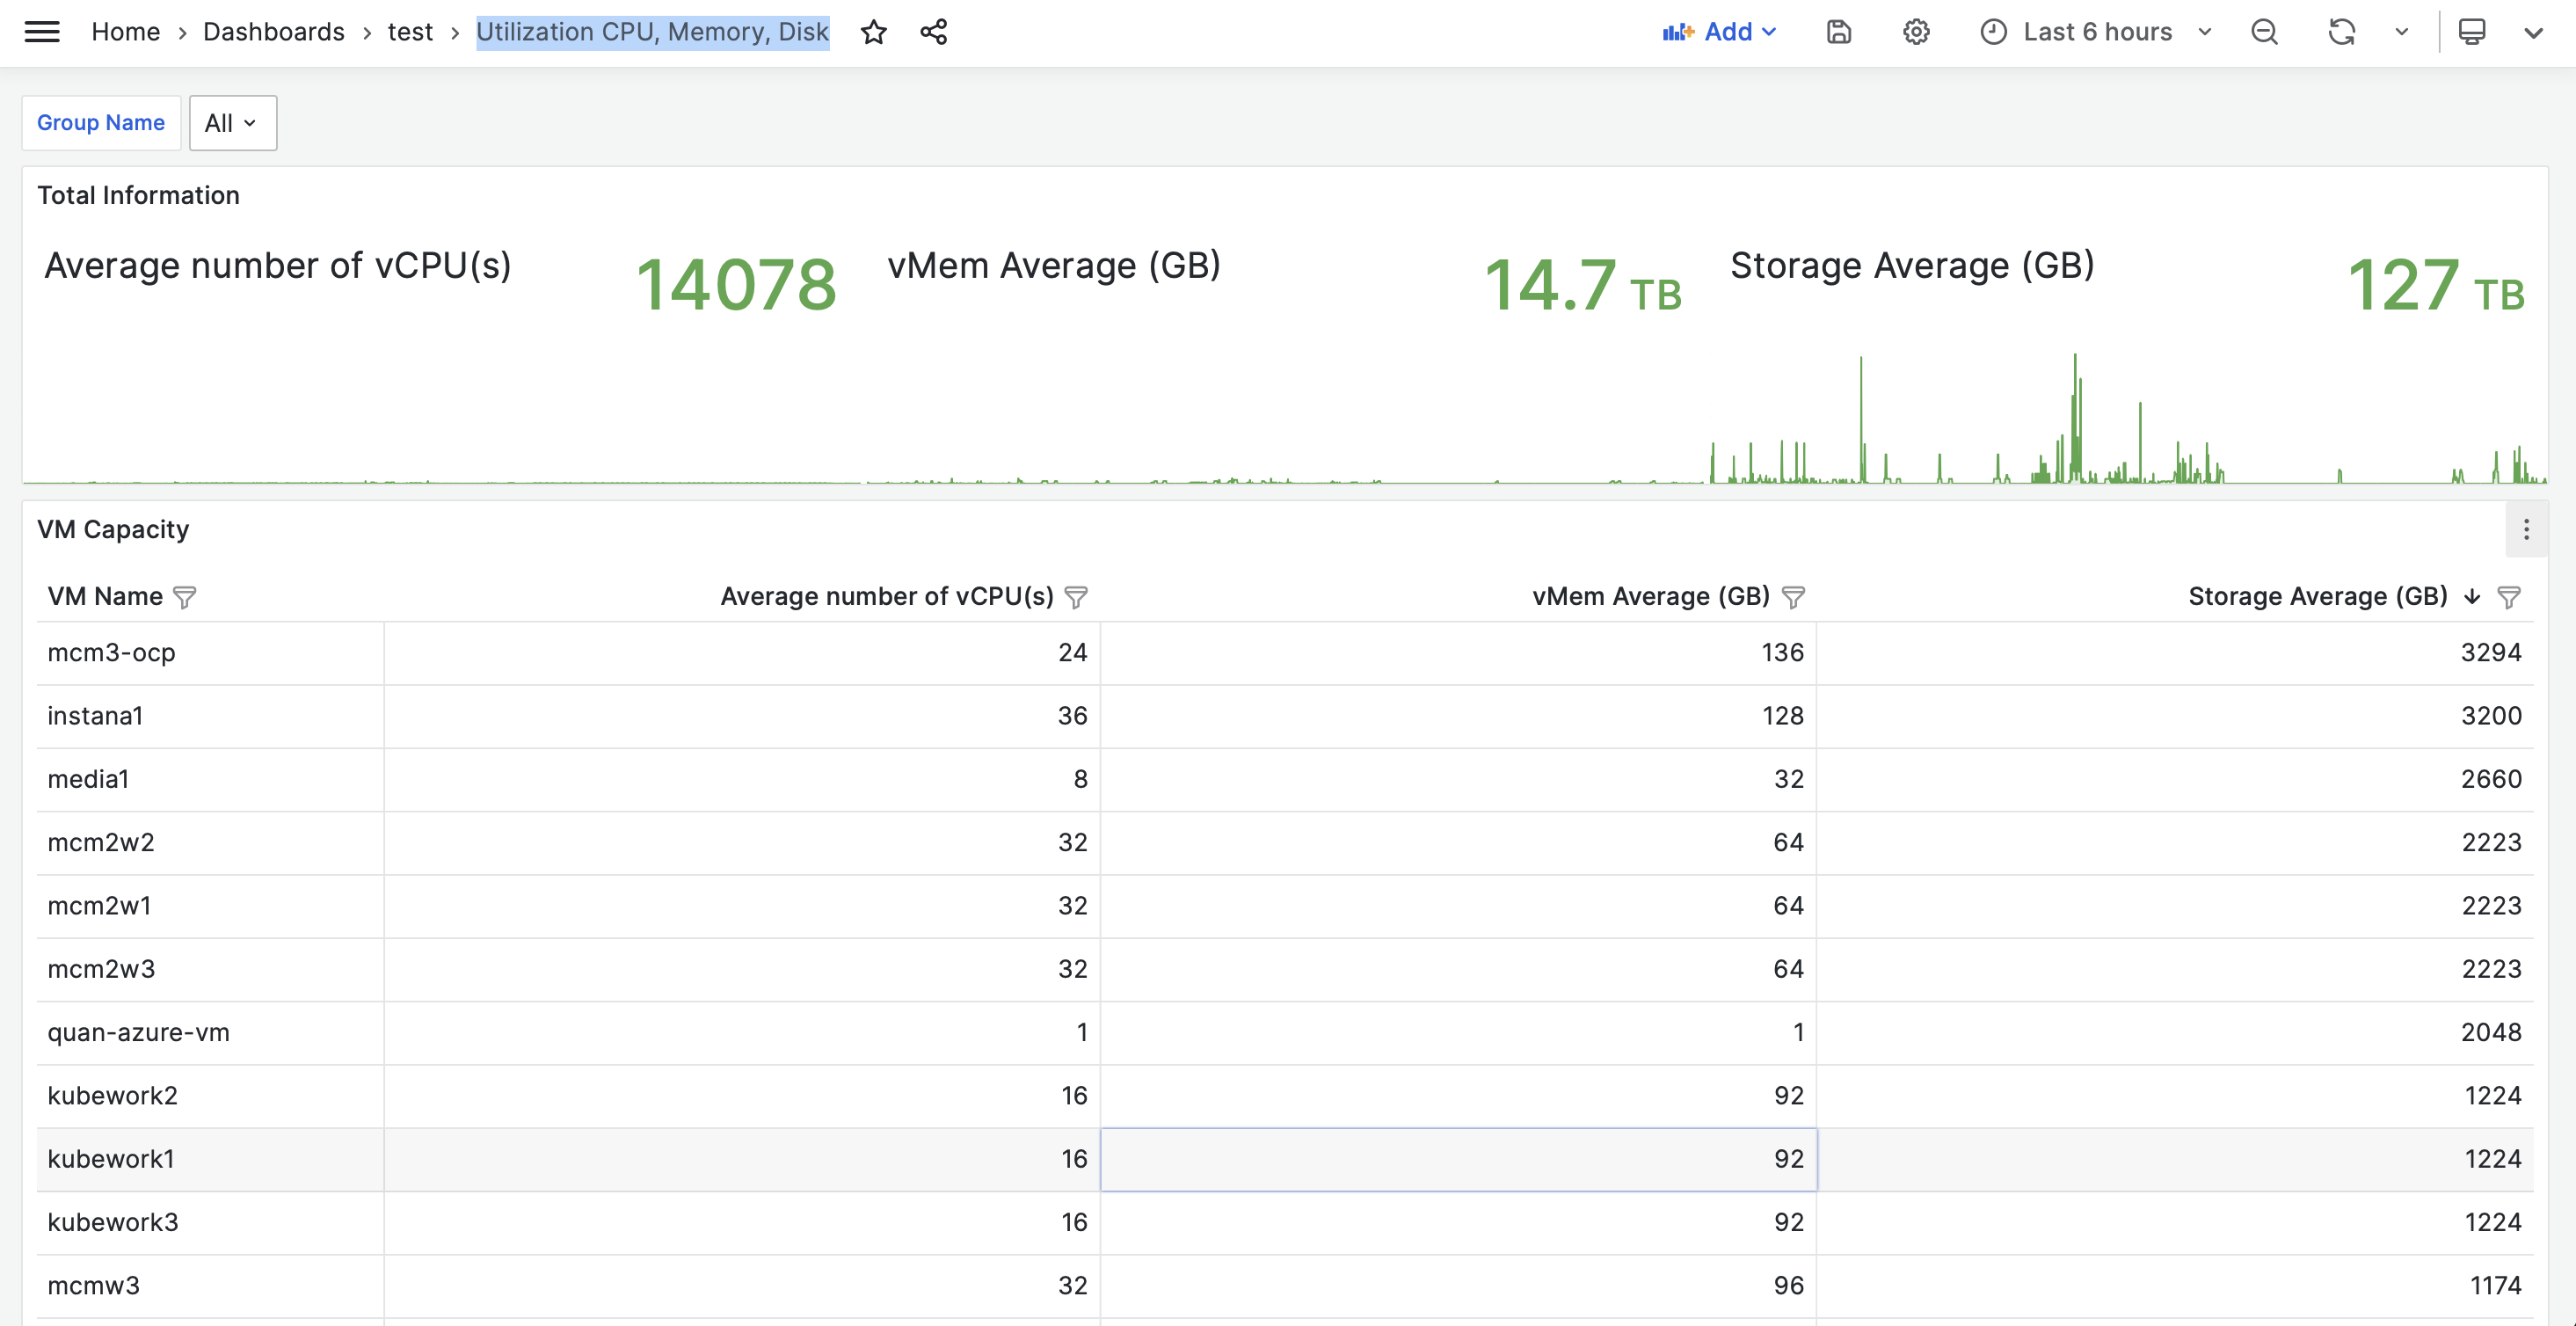 Home › Dashboards › test › Utilization CPU, Memory, Disk Add Last 6 hours
Group Name All
Total Information
Average number of vCPU(s) 14078 vMem Average (GB) 14.7 TB Storage Average (GB) 127 TB
VM Capacity
VM Name Average number of vCPU(s) vMem Average (GB) Storage Average (GB)
mcm3-ocp 24 136 3294
instana1 36 128 3200
media1 8 32 2660
mcm2w2 32 64 2223
mcm2w1 32 64 2223
mcm2w3 32 64 2223
quan-azure-vm 1 1 2048
kubework2 16 92 1224
kubework1 16 92 1224
kubework3 16 92 1224
mcmw3 32 96 1174